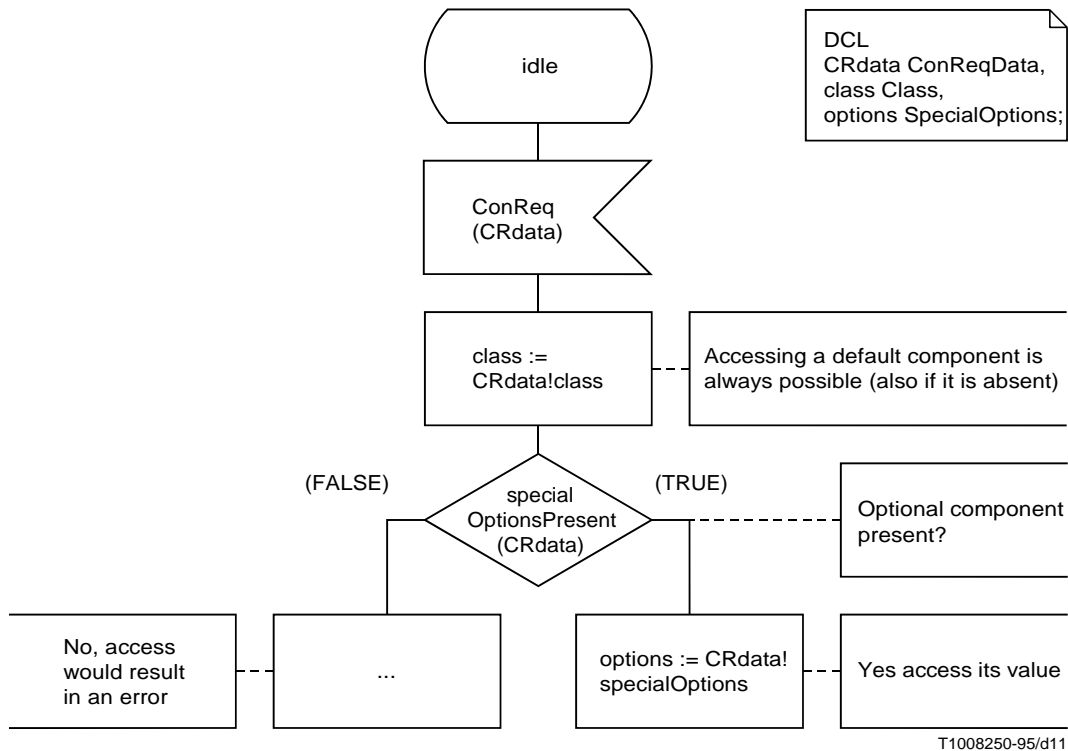 idle
DCL
CRdata ConReqData,
class Class,
options SpecialOptions;
ConReq
(CRdata)
class :=
CRdata!class
Accessing a default component is
always possible (also if it is absent)
(FALSE)
special
OptionsPresent
(CRdata)
(TRUE)
Optional component
present?
No, access
would result
in an error
...
options := CRdata!
specialOptions
Yes access its value
T1008250-95/d11